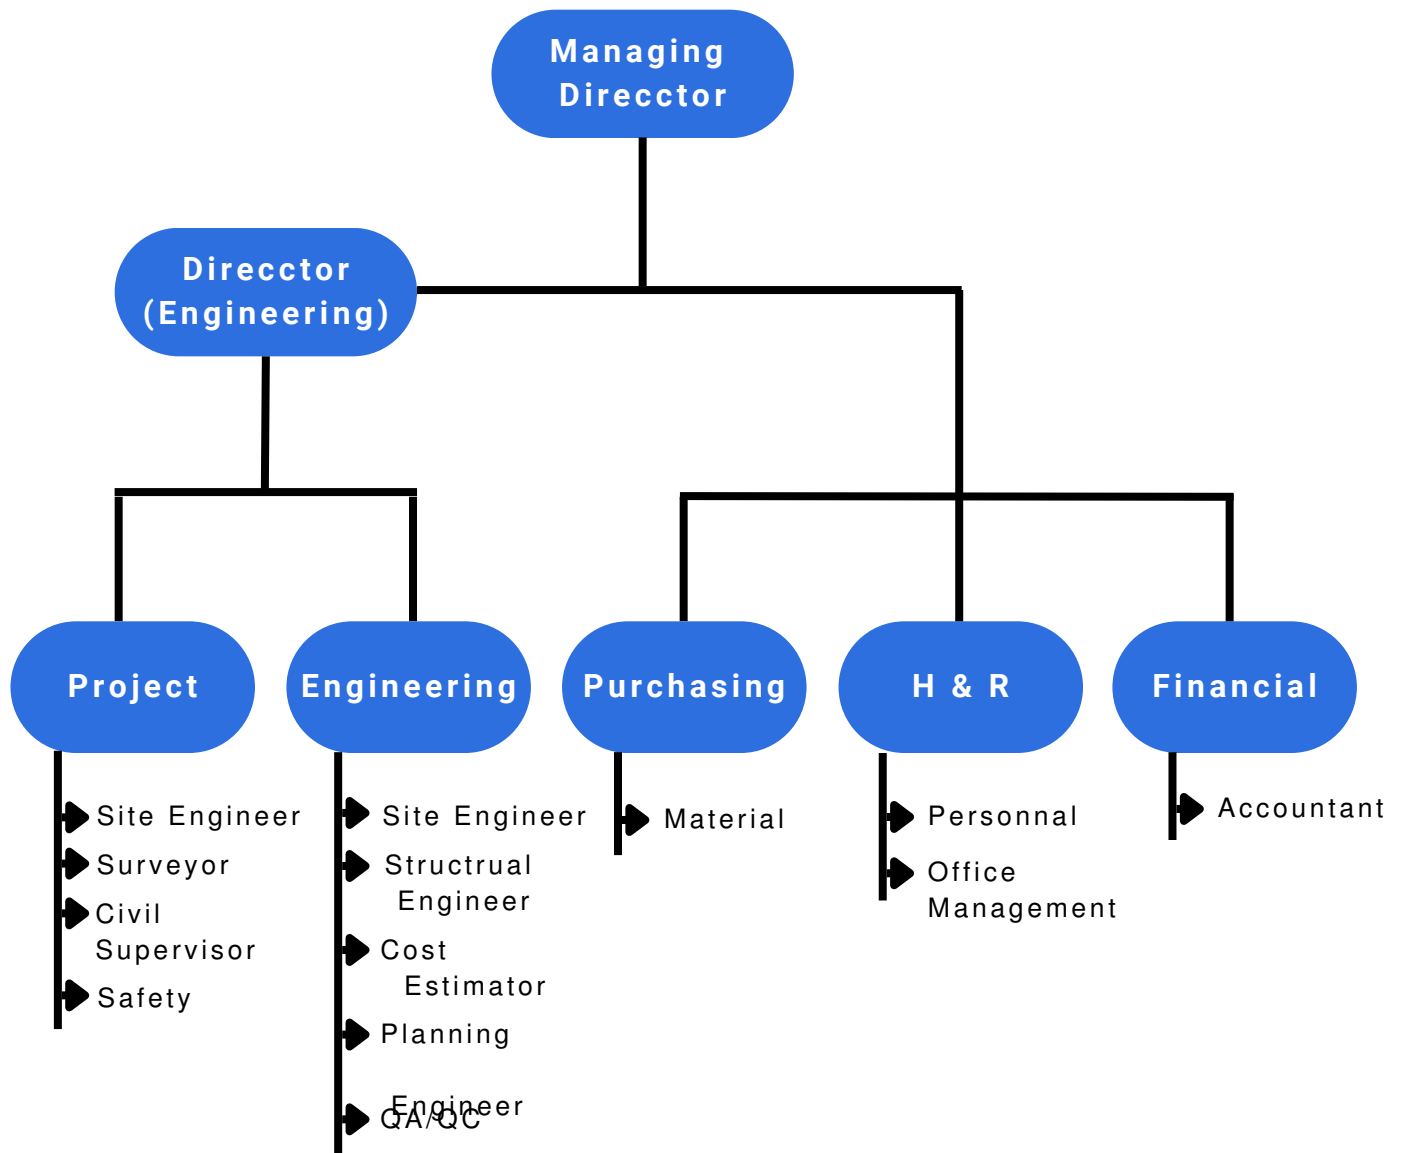 Managing
Direcctor
Direcctor
(Engineering)
Project
Engineering
Purchasing
H & R
Financial
Site Engineer
Surveyor
Civil
Supervisor
Safety
Site Engineer
Structrual
Engineer
Cost
Estimator
Planning
Engineer
QA/QC
Material
Personnal
Office
Management
Accountant